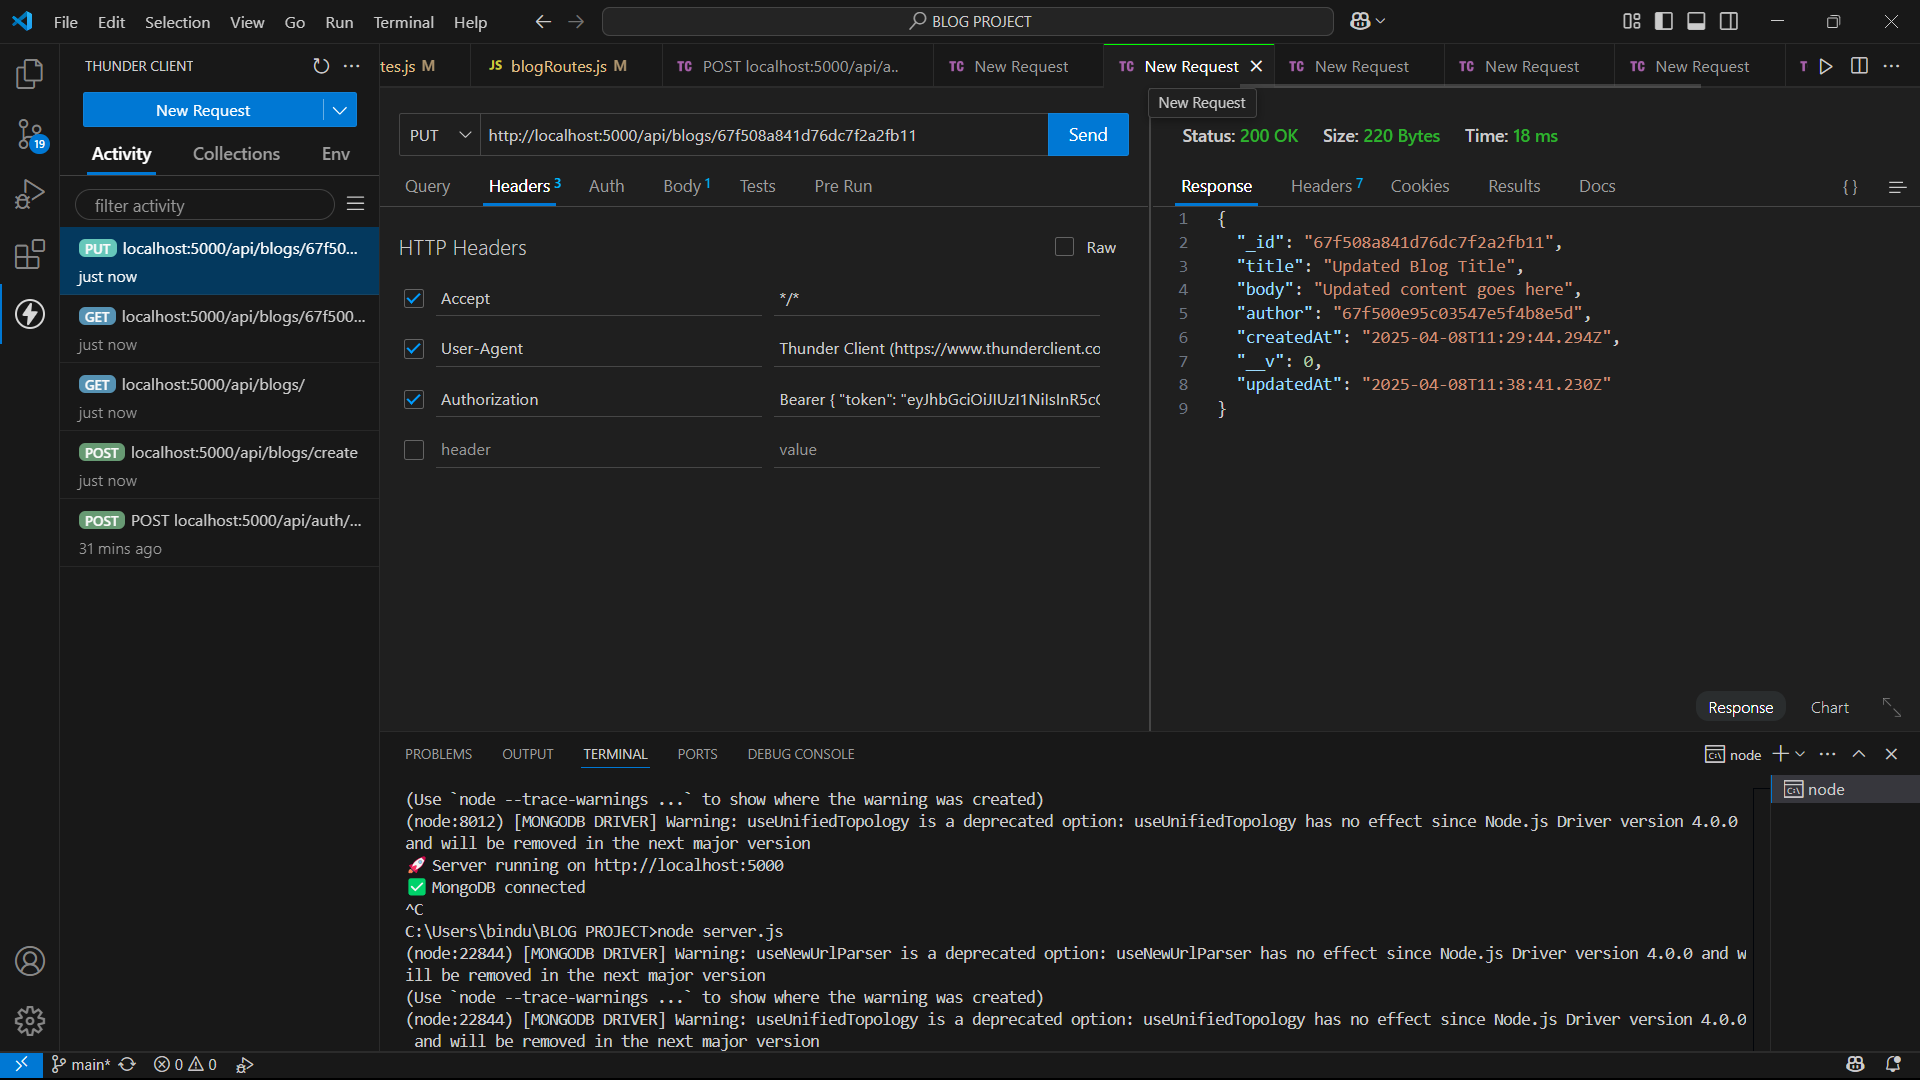 File Edit Selection View Go Run Terminal Help
BLOG PROJECT
THUNDER CLIENT
New Request
Activity Collections Env
filter activity
PUT localhost:5000/api/blogs/67f50...
just now
GET localhost:5000/api/blogs/67f500...
just now
GET localhost:5000/api/blogs/
just now
POST localhost:5000/api/blogs/create
just now
POST POST localhost:5000/api/auth/...
31 mins ago
19
tes.js M
JS blogRoutes.js M
TC POST localhost:5000/api/a..
TC New Request
TC New Request
TC New Request
TC New Request
TC New Request
T
New Request
PUT http://localhost:5000/api/blogs/67f508a841d76dc7f2a2fb11 Send
Query Headers 3 Auth Body 1 Tests Pre Run
HTTP Headers Raw
Accept */*
User-Agent Thunder Client (https://www.thunderclient.co
Authorization Bearer { "token": "eyJhbGciOiJIUzI1NiIsInR5cC
header value
Status: 200 OK Size: 220 Bytes Time: 18 ms
Response Headers 7 Cookies Results Docs {}
1 {
2 "_id": "67f508a841d76dc7f2a2fb11",
3 "title": "Updated Blog Title",
4 "body": "Updated content goes here",
5 "author": "67f500e95c03547e5f4b8e5d",
6 "createdAt": "2025-04-08T11:29:44.294Z",
7 "__v": 0,
8 "updatedAt": "2025-04-08T11:38:41.230Z"
9 }
Response Chart
PROBLEMS OUTPUT TERMINAL PORTS DEBUG CONSOLE
node
node
(Use `node --trace-warnings ...` to show where the warning was created)
(node:8012) [MONGODB DRIVER] Warning: useUnifiedTopology is a deprecated option: useUnifiedTopology has no effect since Node.js Driver version 4.0.0
and will be removed in the next major version
🚀 Server running on http://localhost:5000
✅ MongoDB connected
^C
C:\Users\bindu\BLOG PROJECT>node server.js
(node:22844) [MONGODB DRIVER] Warning: useNewUrlParser is a deprecated option: useNewUrlParser has no effect since Node.js Driver version 4.0.0 and w
ill be removed in the next major version
(Use `node --trace-warnings ...` to show where the warning was created)
(node:22844) [MONGODB DRIVER] Warning: useUnifiedTopology is a deprecated option: useUnifiedTopology has no effect since Node.js Driver version 4.0.0
and will be removed in the next major version
main* 0 0